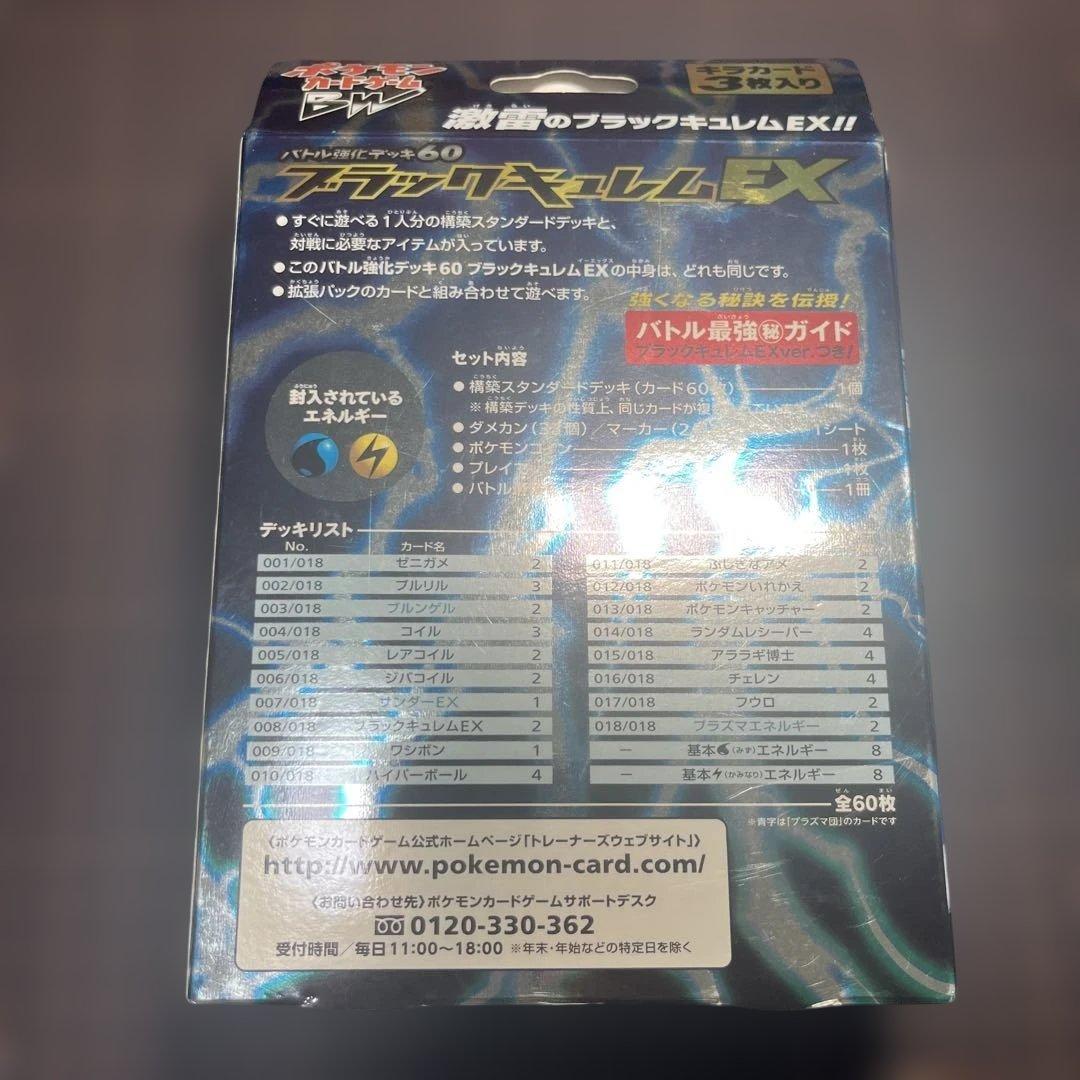 ポケモン
カードゲーム
BW
キラカード
3枚入り
激雷のブラックキュレムEX!!
バトル強化デッキ60
ブラックキュレムEX
●すぐに遊べる1人分の構築スタンダードデッキと、
対戦に必要なアイテムが入っています。
●このバトル強化デッキ60 ブラックキュレムEXの中身は、どれも同じです。
●拡張パックのカードと組み合わせて遊べます。
強くなる秘訣を伝授!
バトル最強㊙ガイド
ブラックキュレムEXver.つき!
セット内容
●構築スタンダードデッキ(カード60枚) 1個
※構築デッキの性質上、同じカードが複
●ダメカン( 個)/マーカー(2 1シート
●ポケモンコイン 1枚
●プレイ 1枚
●バトル 1冊
封入されている
エネルギー
デッキリスト
No. カード名
001/018 ゼニガメ 2
002/018 プルリル 3
003/018 ブルンゲル 2
004/018 コイル 3
005/018 レアコイル 2
006/018 ジバコイル 2
007/018 サンダーEX 1
008/018 ブラックキュレムEX 2
009/018 ワシボン 1
010/018 ハイパーボール 4
011/018 ふしぎなアメ 2
012/018 ポケモンいれかえ 2
013/018 ポケモンキャッチャー 2
014/018 ランダムレシーバー 4
015/018 アララギ博士 4
016/018 チェレン 4
017/018 フウロ 2
018/018 プラズマエネルギー 2
− 基本(みず)エネルギー 8
− 基本(かみなり)エネルギー 8
全60枚
※青字は「プラズマ団」のカードです
〈ポケモンカードゲーム公式ホームページ「トレーナーズウェブサイト」〉
http://www.pokemon-card.com/
〈お問い合わせ先〉ポケモンカードゲームサポートデスク
0120-330-362
受付時間/毎日11:00〜18:00 ※年末・年始などの特定日を除く